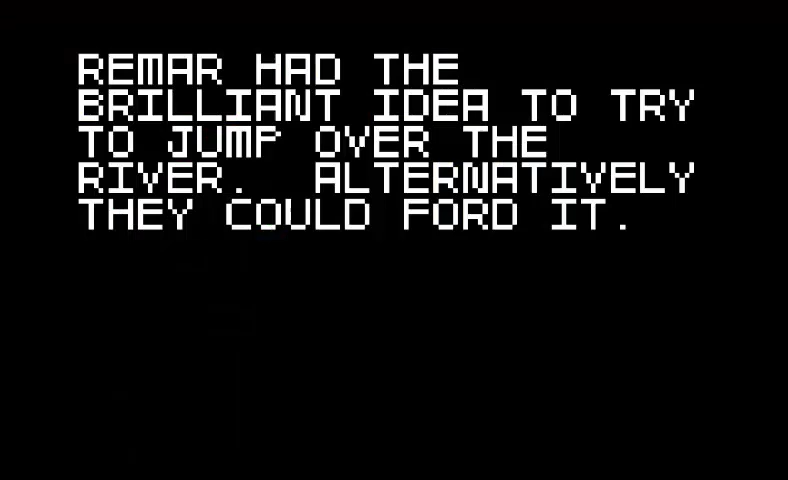 REMAR HAD THE
BRILLIANT IDEA TO TRY
TO JUMP OVER THE
RIVER.  ALTERNATIVELY
THEY COULD FORD IT.